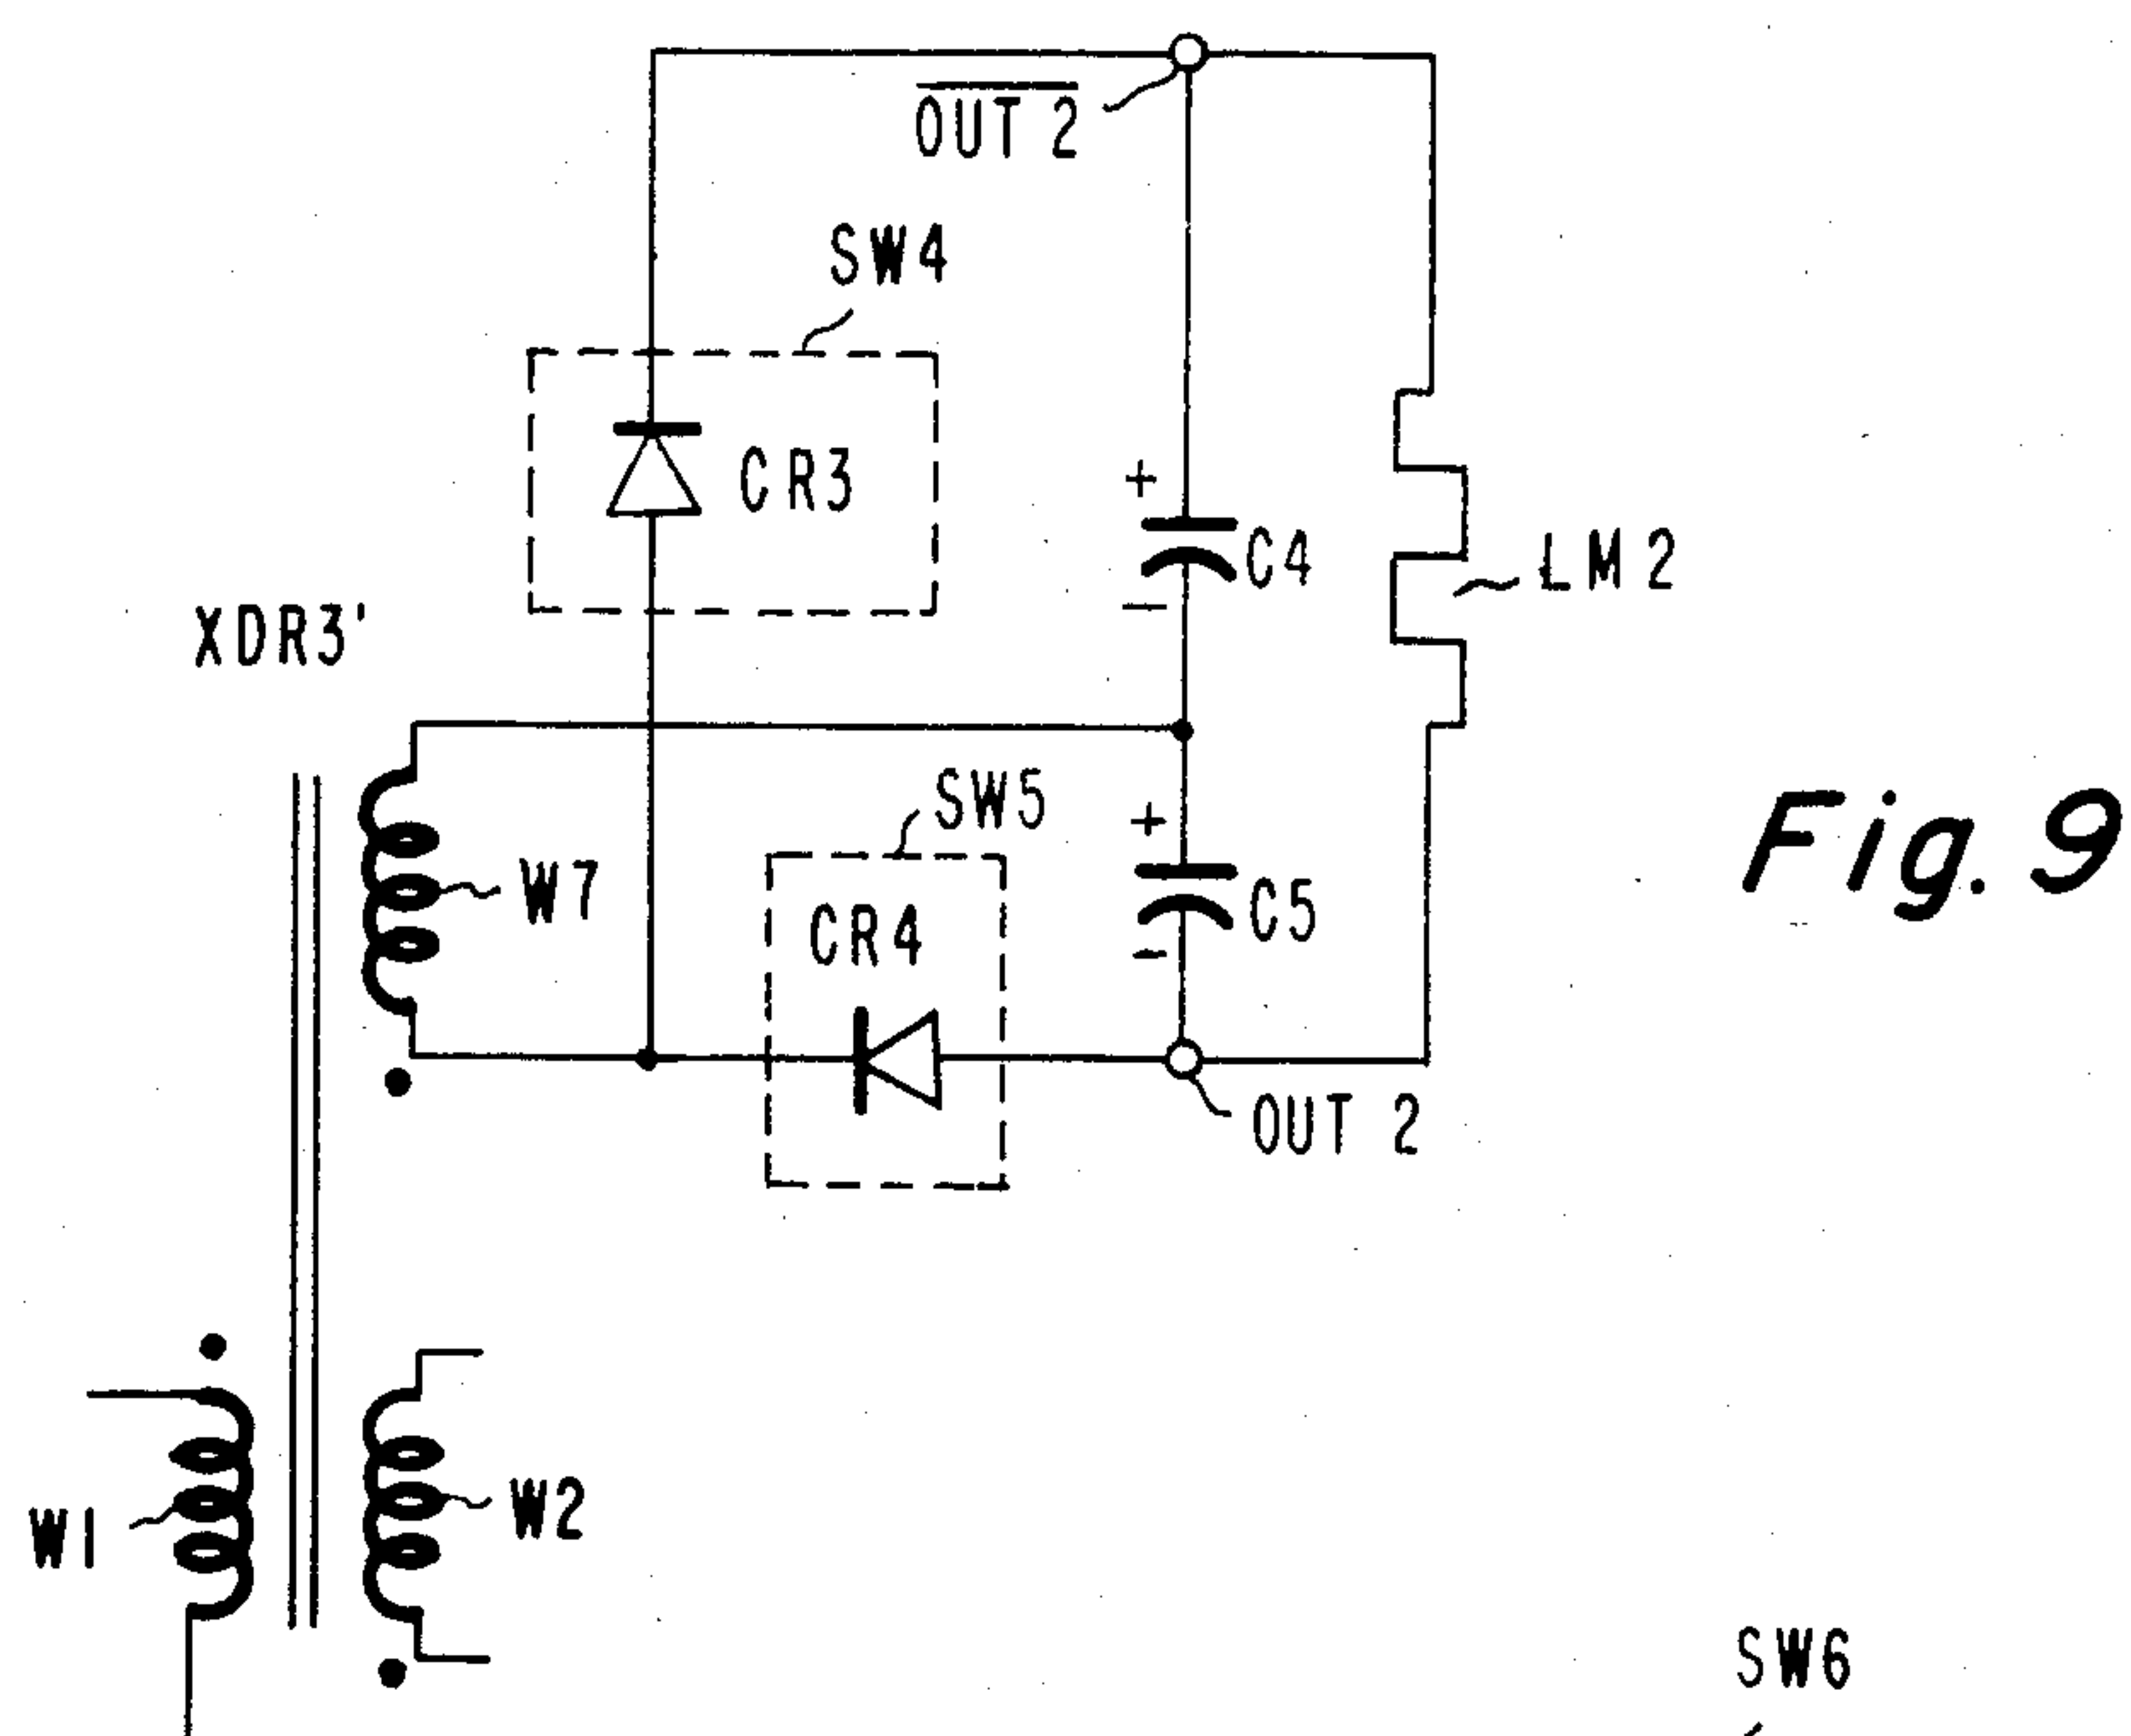 OUT 2
SW4
CR3
+
C4
LM2
−
XDR3'
SW5
+
Fig. 9
W7
CR4
C5
−
OUT 2
W1
W2
SW6